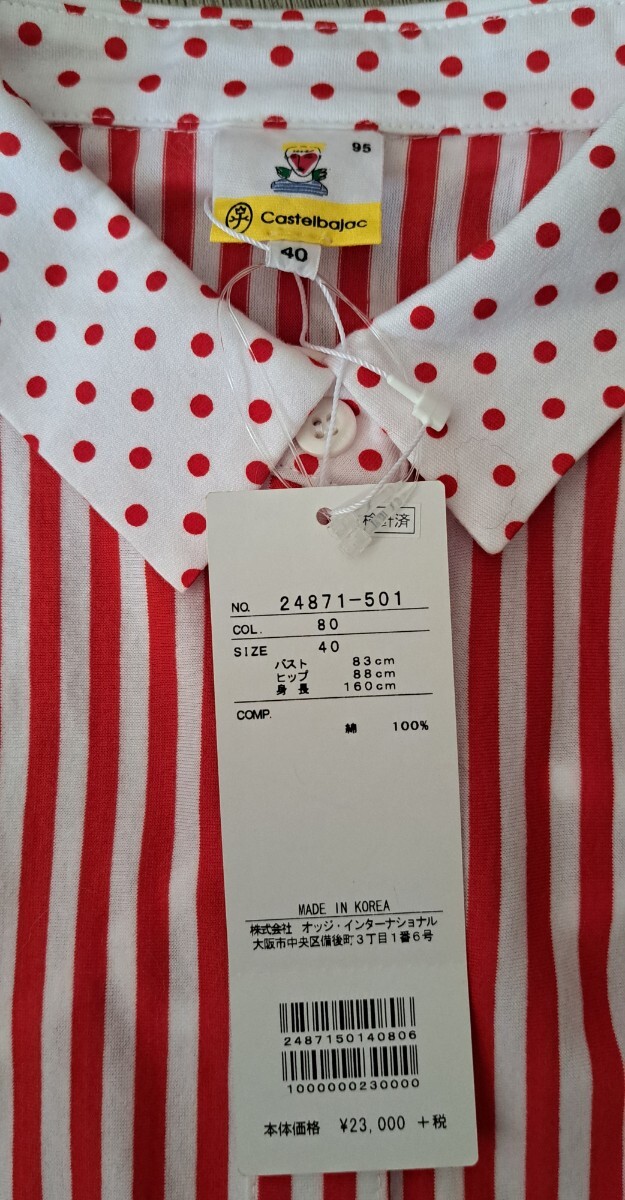 95
Castelbajac
40
検針済
NO. 24871-501
COL. 80
SIZE 40
バスト 83cm
ヒップ 88cm
身長 160cm
COMP.
綿 100%
MADE IN KOREA
株式会社 オッジ・インターナショナル
大阪市中央区備後町3丁目1番6号
2487150140806
1000000230000
本体価格 ¥23,000 +税